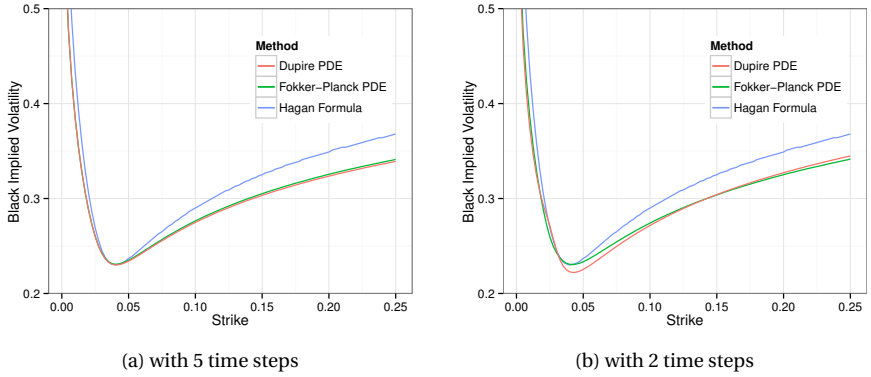 0.5
0.4
0.3
0.2
Black Implied Volatility
Method
Dupire PDE
Fokker−Planck PDE
Hagan Formula
0.00 0.05 0.10 0.15 0.20 0.25
Strike
(a) with 5 time steps
0.5
0.4
0.3
0.2
Black Implied Volatility
Method
Dupire PDE
Fokker−Planck PDE
Hagan Formula
0.00 0.05 0.10 0.15 0.20 0.25
Strike
(b) with 2 time steps